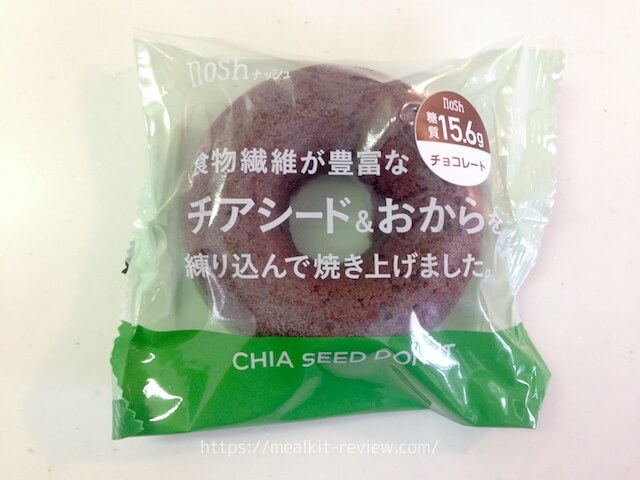 nosh ナッシュ
nosh
糖質15.6g
チョコレート
食物繊維が豊富な
チアシード&おからを
練り込んで焼き上げました。
CHIA SEED DONUT
https://mealkit-review.com/